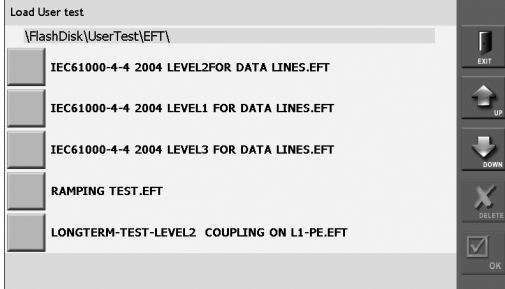 Load User test
\FlashDisk\UserTest\EFT\
EXIT
IEC61000-4-4 2004 LEVEL2FOR DATA LINES.EFT
IEC61000-4-4 2004 LEVEL1 FOR DATA LINES.EFT
UP
IEC61000-4-4 2004 LEVEL3 FOR DATA LINES.EFT
DOWN
RAMPING TEST.EFT
DELETE
LONGTERM-TEST-LEVEL2  COUPLING ON L1-PE.EFT
OK